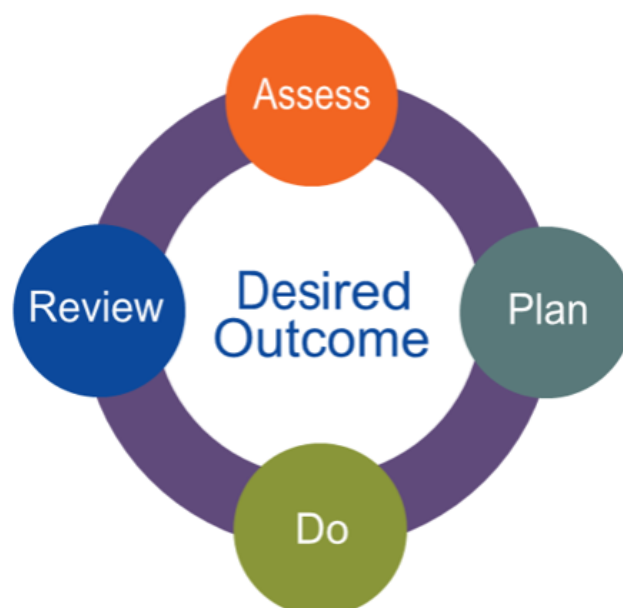 Assess
Plan
Do
Review
Desired
Outcome